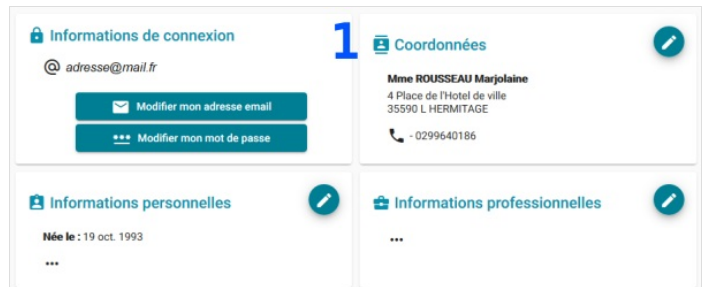 Informations de connexion
adresse@mail.fr
Modifier mon adresse email
Modifier mon mot de passe
1
Coordonnées
Mme ROUSSEAU Marjolaine
4 Place de l'Hotel de ville
35590 L HERMITAGE
- 0299640186
Informations personnelles
Née le : 19 oct. 1993
...
Informations professionnelles
...